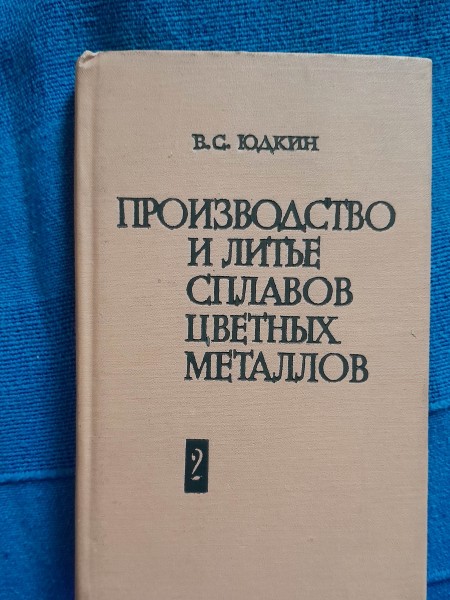 В.С. ЮДКИН
ПРОИЗВОДСТВО
И ЛИТЬЕ
СПЛАВОВ
ЦВЕТНЫХ
МЕТАЛЛОВ
2